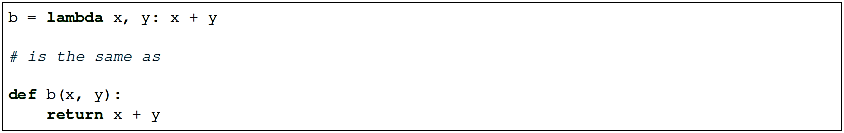 b = lambda x, y: x + y
# is the same as
def b(x, y):
    return x + y